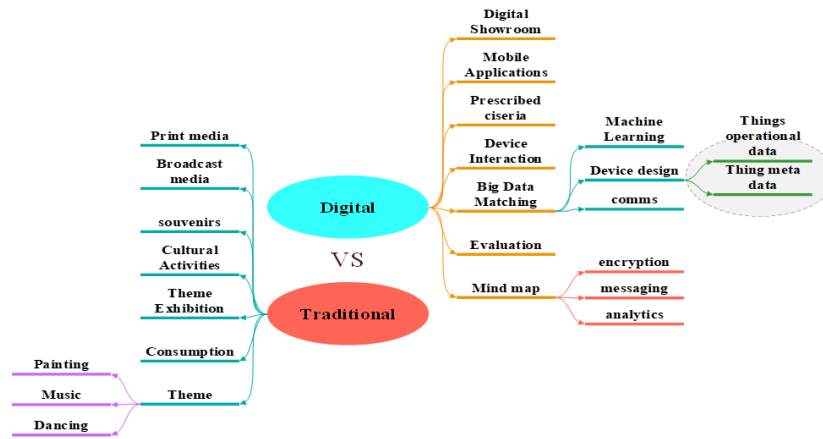 Digital
Showroom
Mobile
Applications
Prescribed
ciseria
Device
Interaction
Big Data
Matching
Evaluation
Mind map
Machine
Learning
Device design
comms
Things
operational
data
Thing meta
data
encryption
messaging
analytics
Digital
VS
Traditional
Print media
Broadcast
media
souvenirs
Cultural
Activities
Theme
Exhibition
Consumption
Theme
Painting
Music
Dancing